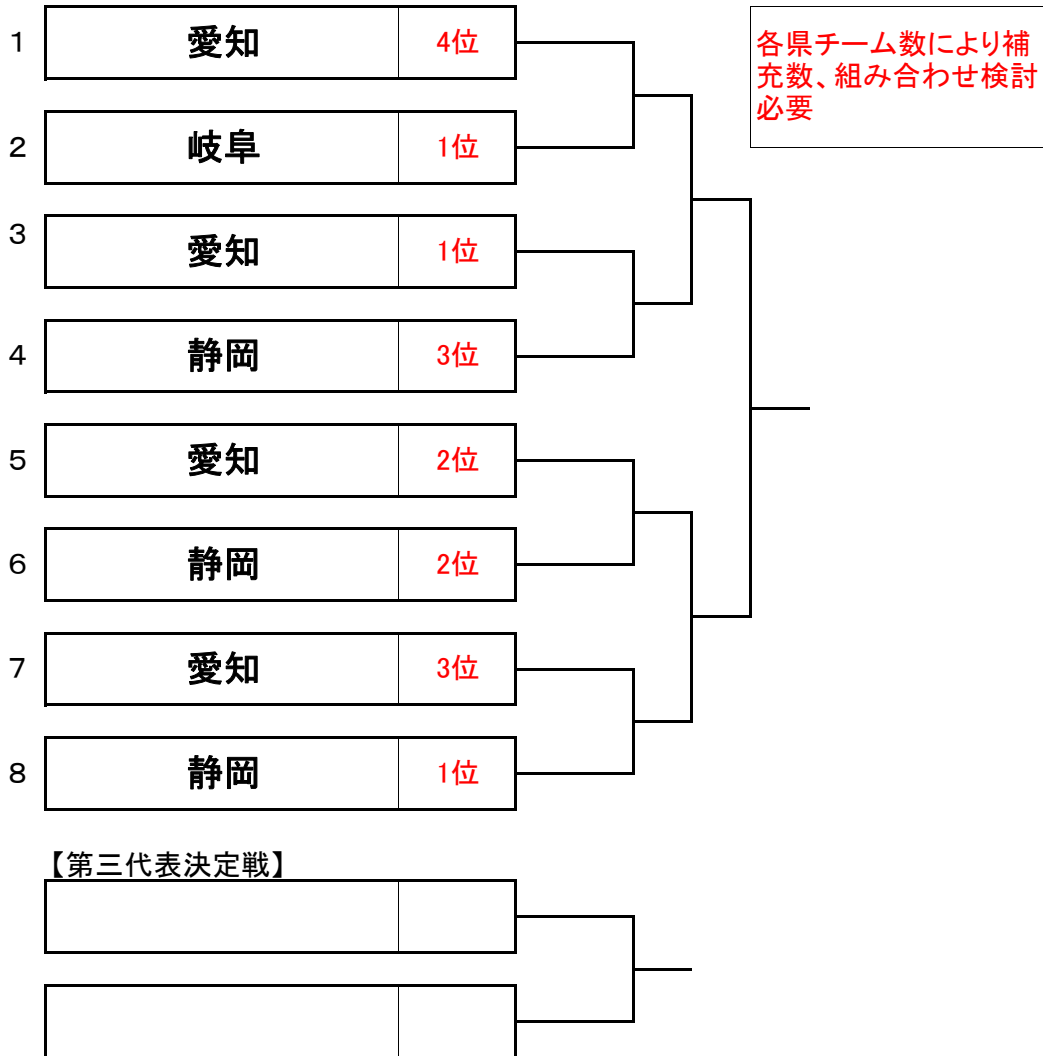 1 愛知 4位
各県チーム数により補
充数、組み合わせ検討
必要
2 岐阜 1位
3 愛知 1位
4 静岡 3位
5 愛知 2位
6 静岡 2位
7 愛知 3位
8 静岡 1位
【第三代表決定戦】